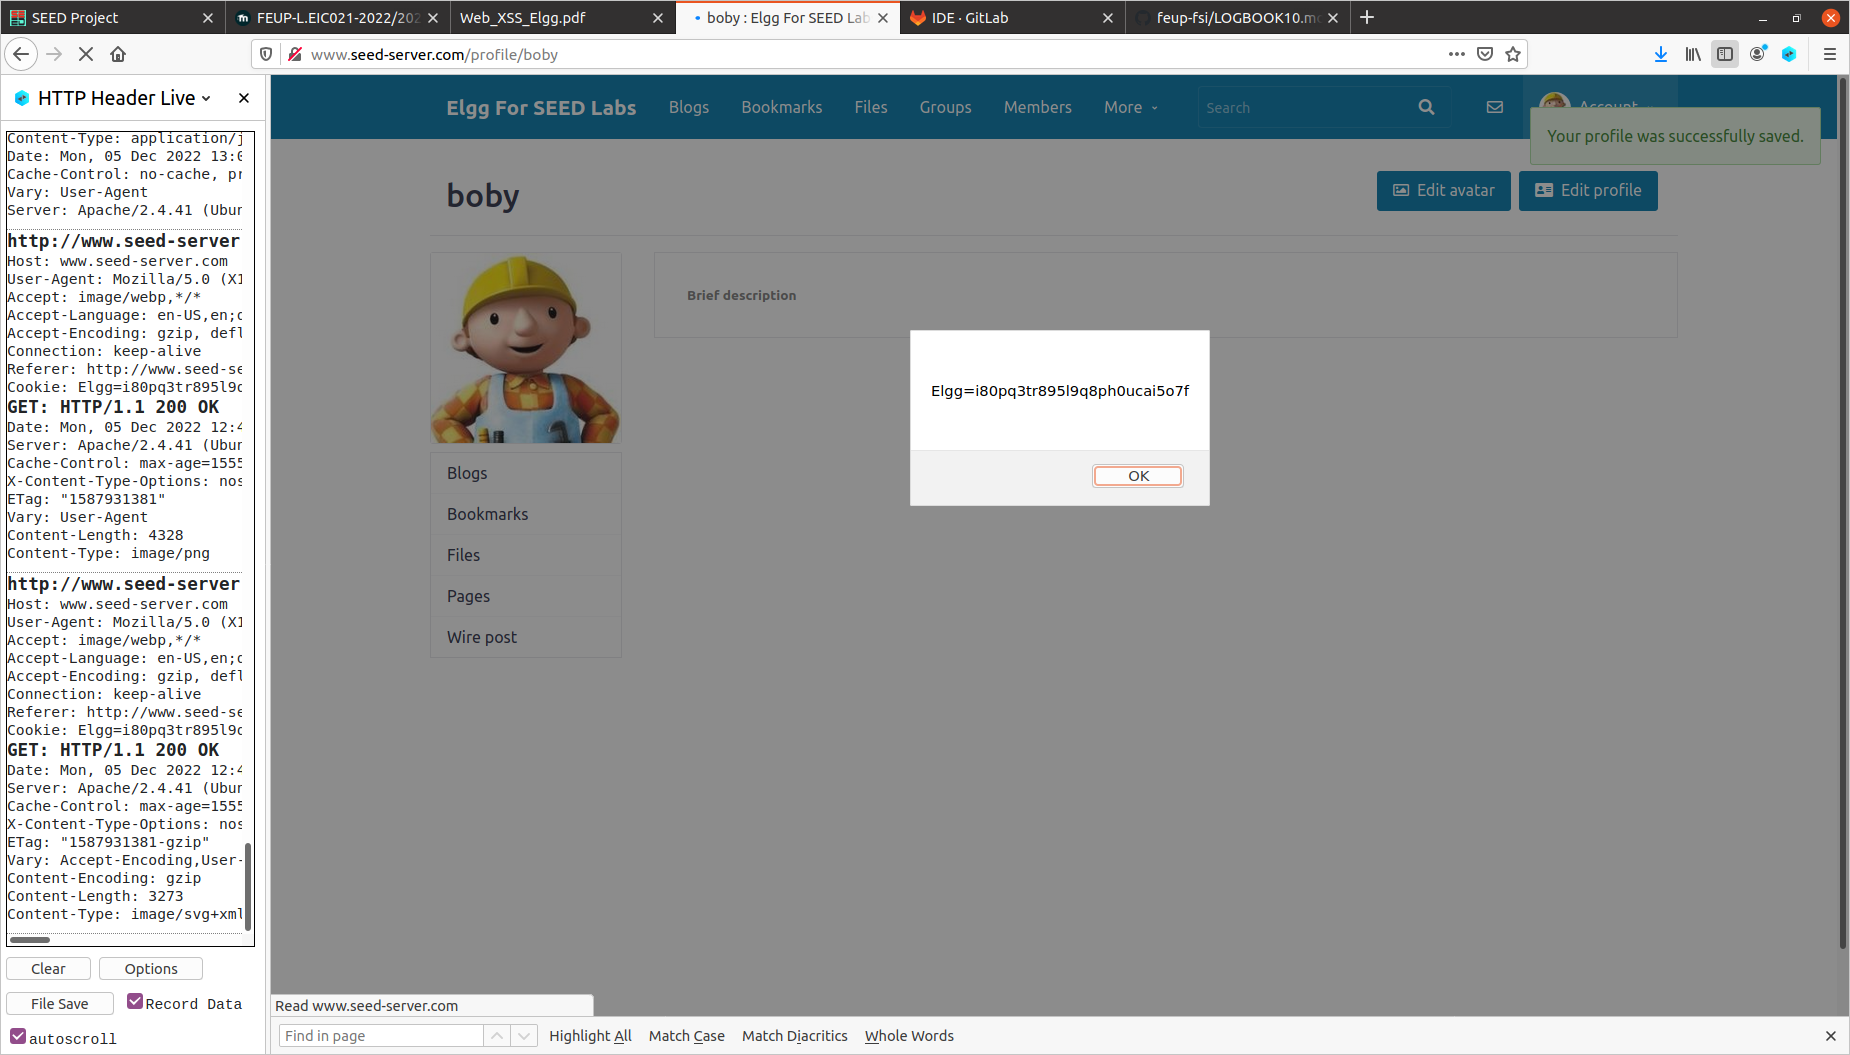 SEED Project
FEUP-L.EIC021-2022/202
Web_XSS_Elgg.pdf
boby : Elgg For SEED Lab
IDE · GitLab
feup-fsi/LOGBOOK10.md
www.seed-server.com/profile/boby
HTTP Header Live
Content-Type: application/j
Date: Mon, 05 Dec 2022 13:0
Cache-Control: no-cache, pr
Vary: User-Agent
Server: Apache/2.4.41 (Ubun
http://www.seed-server
Host: www.seed-server.com
User-Agent: Mozilla/5.0 (X1
Accept: image/webp,*/*
Accept-Language: en-US,en;q
Accept-Encoding: gzip, defl
Connection: keep-alive
Referer: http://www.seed-se
Cookie: Elgg=i80pq3tr895l9q
GET: HTTP/1.1 200 OK
Date: Mon, 05 Dec 2022 12:4
Server: Apache/2.4.41 (Ubun
Cache-Control: max-age=1555
X-Content-Type-Options: nos
ETag: "1587931381"
Vary: User-Agent
Content-Length: 4328
Content-Type: image/png
http://www.seed-server
Host: www.seed-server.com
User-Agent: Mozilla/5.0 (X1
Accept: image/webp,*/*
Accept-Language: en-US,en;q
Accept-Encoding: gzip, defl
Connection: keep-alive
Referer: http://www.seed-se
Cookie: Elgg=i80pq3tr895l9q
GET: HTTP/1.1 200 OK
Date: Mon, 05 Dec 2022 12:4
Server: Apache/2.4.41 (Ubun
Cache-Control: max-age=1555
X-Content-Type-Options: nos
ETag: "1587931381-gzip"
Vary: Accept-Encoding,User-
Content-Encoding: gzip
Content-Length: 3273
Content-Type: image/svg+xml
Clear
Options
File Save
Record Data
autoscroll
Elgg For SEED Labs
Blogs
Bookmarks
Files
Groups
Members
More
Search
Account
Your profile was successfully saved.
boby
Edit avatar
Edit profile
Brief description
Elgg=i80pq3tr895l9q8ph0ucai5o7f
OK
Blogs
Bookmarks
Files
Pages
Wire post
Read www.seed-server.com
Find in page
Highlight All
Match Case
Match Diacritics
Whole Words